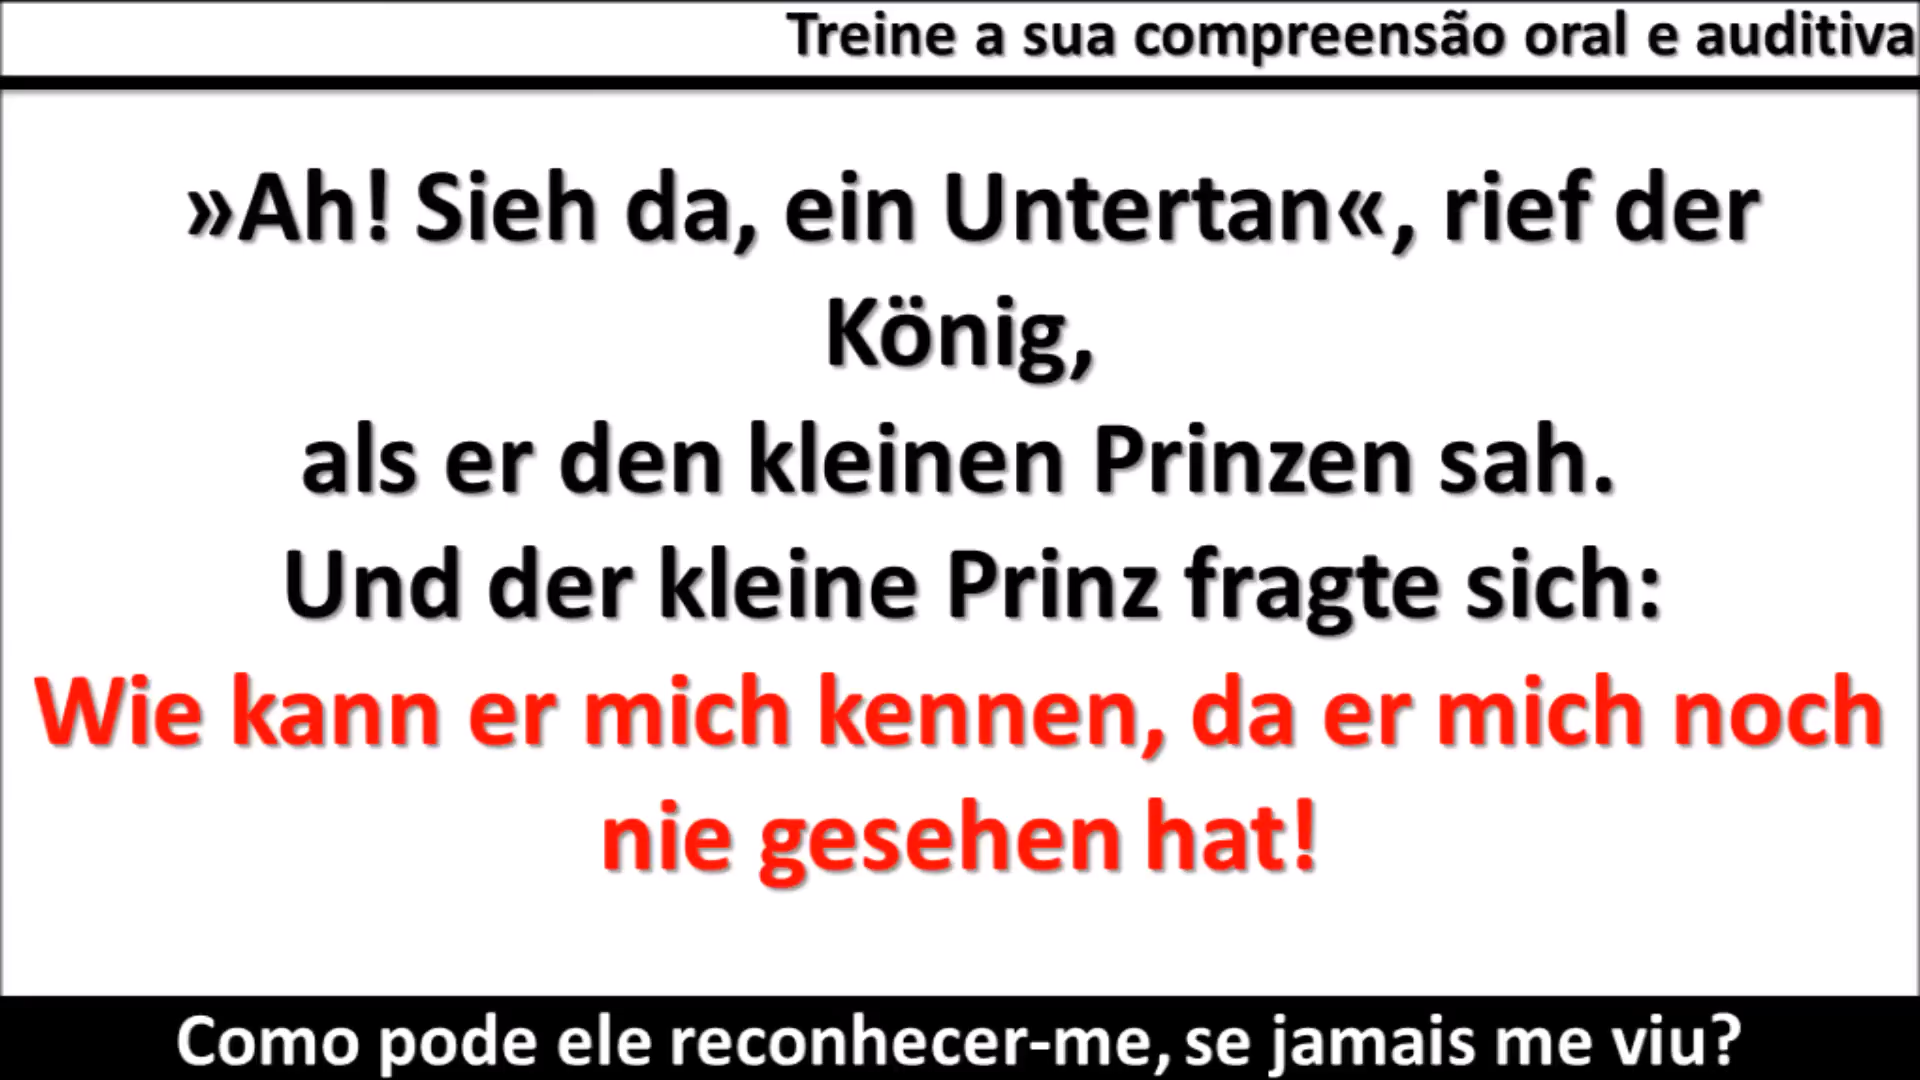 Treine a sua compreensão oral e auditiva
»Ah! Sieh da, ein Untertan«, rief der
König,
als er den kleinen Prinzen sah.
Und der kleine Prinz fragte sich:
Wie kann er mich kennen, da er mich noch
nie gesehen hat!
Como pode ele reconhecer-me, se jamais me viu?